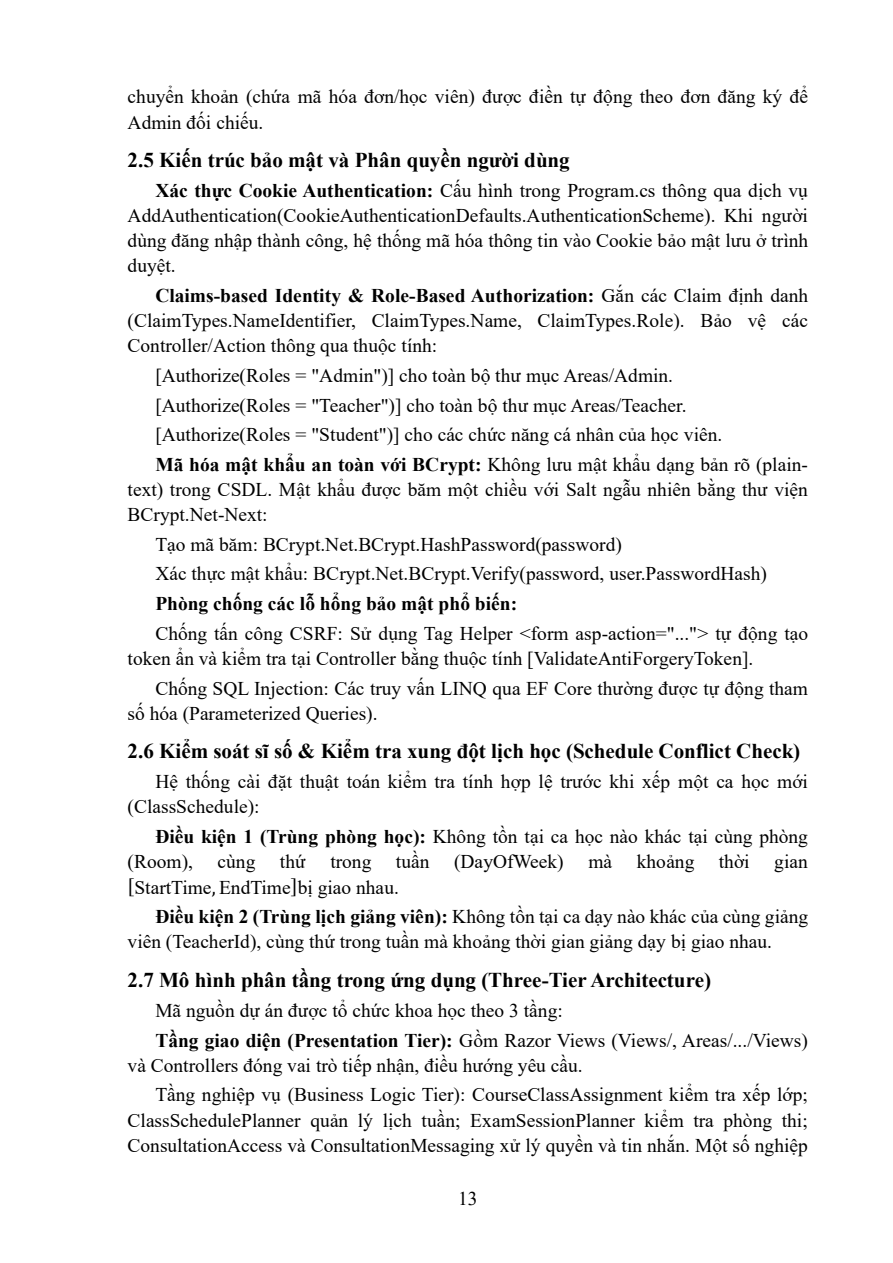 chuyển khoản (chứa mã hóa đơn/học viên) được điền tự động theo đơn đăng ký để
Admin đối chiếu.
2.5 Kiến trúc bảo mật và Phân quyền người dùng
Xác thực Cookie Authentication: Cấu hình trong Program.cs thông qua dịch vụ
AddAuthentication(CookieAuthenticationDefaults.AuthenticationScheme). Khi người
dùng đăng nhập thành công, hệ thống mã hóa thông tin vào Cookie bảo mật lưu ở trình
duyệt.
Claims-based Identity & Role-Based Authorization: Gắn các Claim định danh
(ClaimTypes.NameIdentifier, ClaimTypes.Name, ClaimTypes.Role). Bảo vệ các
Controller/Action thông qua thuộc tính:
[Authorize(Roles = "Admin")] cho toàn bộ thư mục Areas/Admin.
[Authorize(Roles = "Teacher")] cho toàn bộ thư mục Areas/Teacher.
[Authorize(Roles = "Student")] cho các chức năng cá nhân của học viên.
Mã hóa mật khẩu an toàn với BCrypt: Không lưu mật khẩu dạng bản rõ (plain-
text) trong CSDL. Mật khẩu được băm một chiều với Salt ngẫu nhiên bằng thư viện
BCrypt.Net-Next:
Tạo mã băm: BCrypt.Net.BCrypt.HashPassword(password)
Xác thực mật khẩu: BCrypt.Net.BCrypt.Verify(password, user.PasswordHash)
Phòng chống các lỗ hổng bảo mật phổ biến:
Chống tấn công CSRF: Sử dụng Tag Helper <form asp-action="..."> tự động tạo
token ẩn và kiểm tra tại Controller bằng thuộc tính [ValidateAntiForgeryToken].
Chống SQL Injection: Các truy vấn LINQ qua EF Core thường được tự động tham
số hóa (Parameterized Queries).
2.6 Kiểm soát sĩ số & Kiểm tra xung đột lịch học (Schedule Conflict Check)
Hệ thống cài đặt thuật toán kiểm tra tính hợp lệ trước khi xếp một ca học mới
(ClassSchedule):
Điều kiện 1 (Trùng phòng học): Không tồn tại ca học nào khác tại cùng phòng
(Room), cùng thứ trong tuần (DayOfWeek) mà khoảng thời gian
[StartTime, EndTime]bị giao nhau.
Điều kiện 2 (Trùng lịch giảng viên): Không tồn tại ca dạy nào khác của cùng giảng
viên (TeacherId), cùng thứ trong tuần mà khoảng thời gian giảng dạy bị giao nhau.
2.7 Mô hình phân tầng trong ứng dụng (Three-Tier Architecture)
Mã nguồn dự án được tổ chức khoa học theo 3 tầng:
Tầng giao diện (Presentation Tier): Gồm Razor Views (Views/, Areas/.../Views)
và Controllers đóng vai trò tiếp nhận, điều hướng yêu cầu.
Tầng nghiệp vụ (Business Logic Tier): CourseClassAssignment kiểm tra xếp lớp;
ClassSchedulePlanner quản lý lịch tuần; ExamSessionPlanner kiểm tra phòng thi;
ConsultationAccess và ConsultationMessaging xử lý quyền và tin nhắn. Một số nghiệp
13